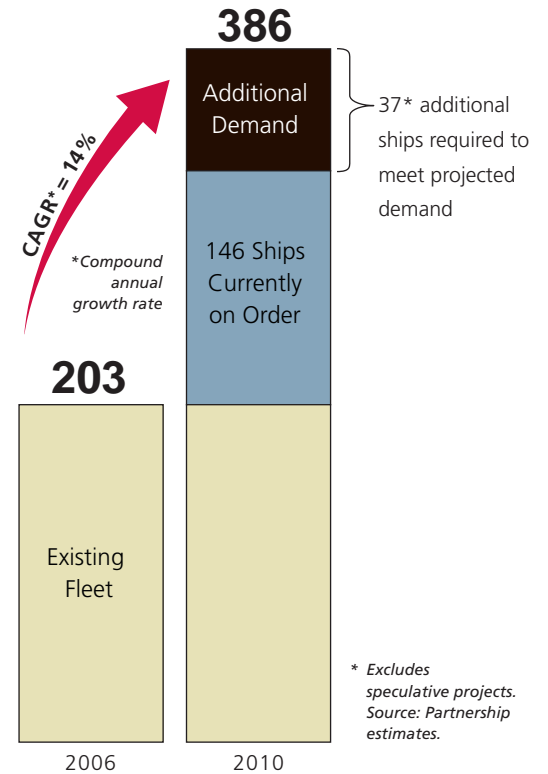 386
Additional
Demand
37* additional
ships required to
meet projected
demand
CAGR* = 14%
*Compound
annual
growth rate
146 Ships
Currently
on Order
203
Existing
Fleet
* Excludes
speculative projects.
Source: Partnership
estimates.
2006
2010